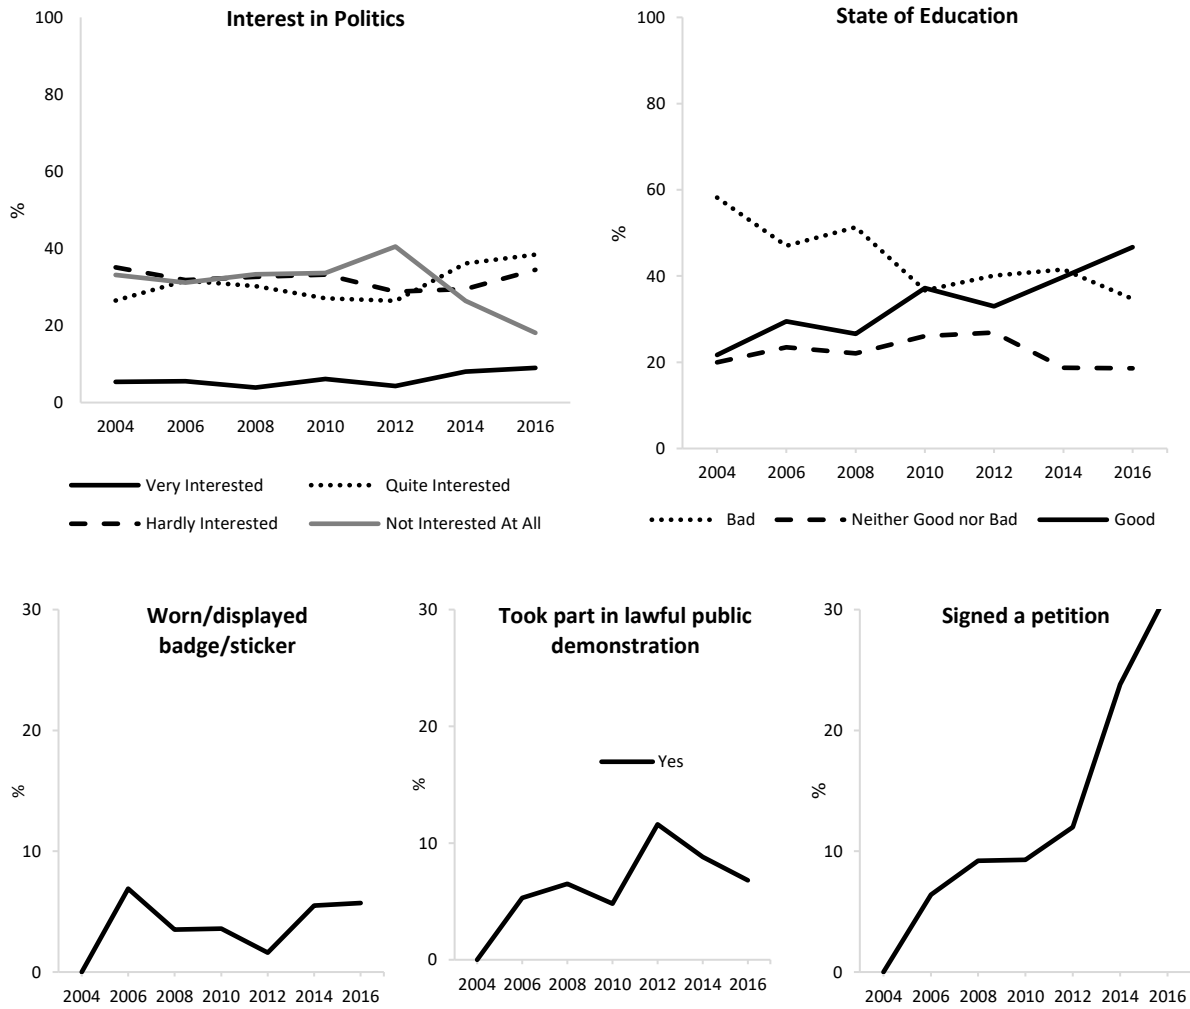 Interest in Politics
100
80
60
40
20
0
%
2004 2006 2008 2010 2012 2014 2016
Very Interested Quite Interested
Hardly Interested Not Interested At All
State of Education
100
80
60
40
20
0
%
2004 2006 2008 2010 2012 2014 2016
Bad Neither Good nor Bad Good
Worn/displayed
badge/sticker
30
20
10
0
%
2004 2006 2008 2010 2012 2014 2016
Took part in lawful public
demonstration
30
20
10
0
%
Yes
2004 2006 2008 2010 2012 2014 2016
Signed a petition
30
20
10
0
%
2004 2006 2008 2010 2012 2014 2016